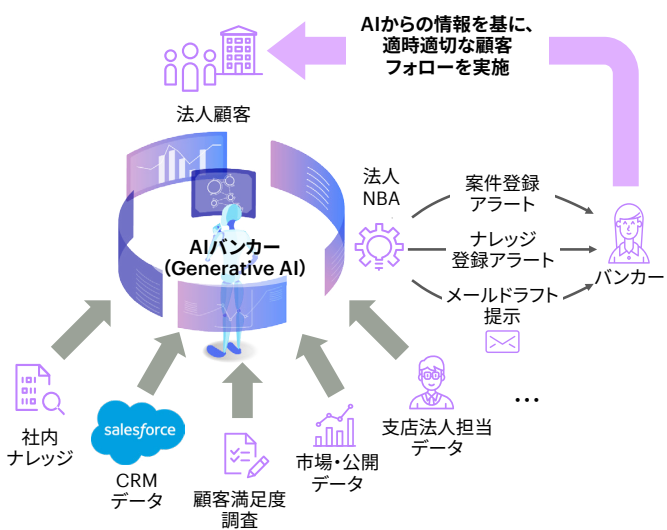 AIからの情報を基に、
適時適切な顧客
フォローを実施
法人顧客
法人
NBA
案件登録
アラート
AIバンカー
(Generative AI)
ナレッジ
登録アラート
バンカー
メールドラフト
提示
社内
ナレッジ
salesforce
CRM
データ
顧客満足度
調査
市場・公開
データ
支店法人担当
データ
…